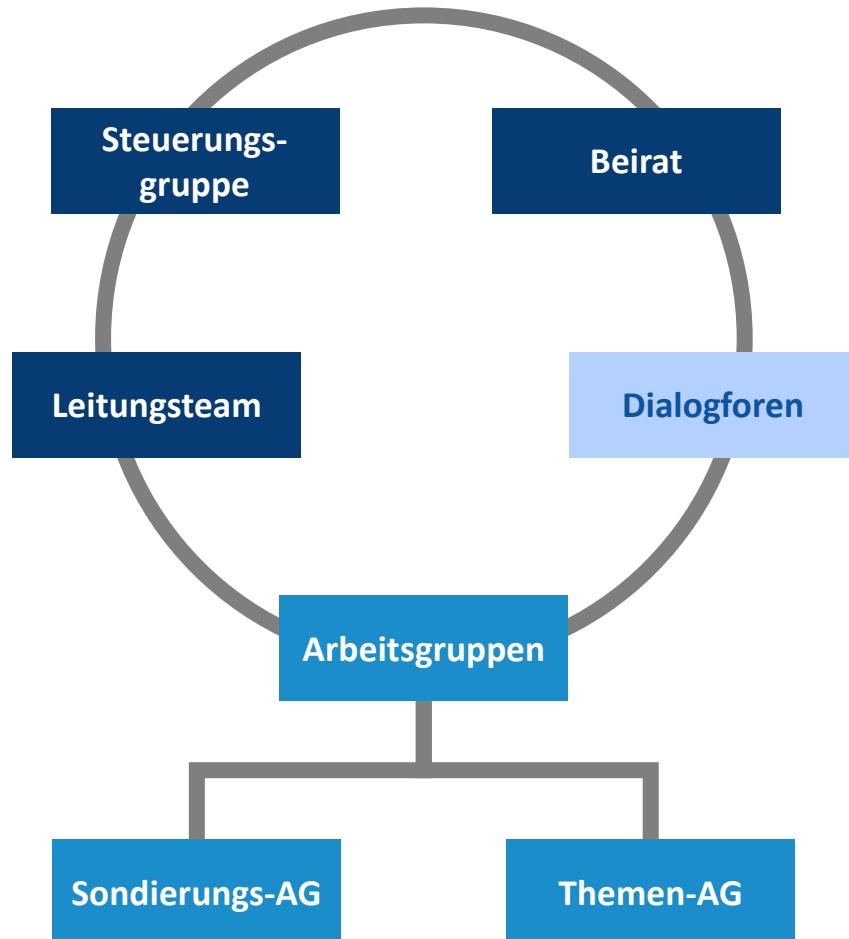 Steuerungs-
gruppe
Beirat
Leitungsteam
Dialogforen
Arbeitsgruppen
Sondierungs-AG
Themen-AG